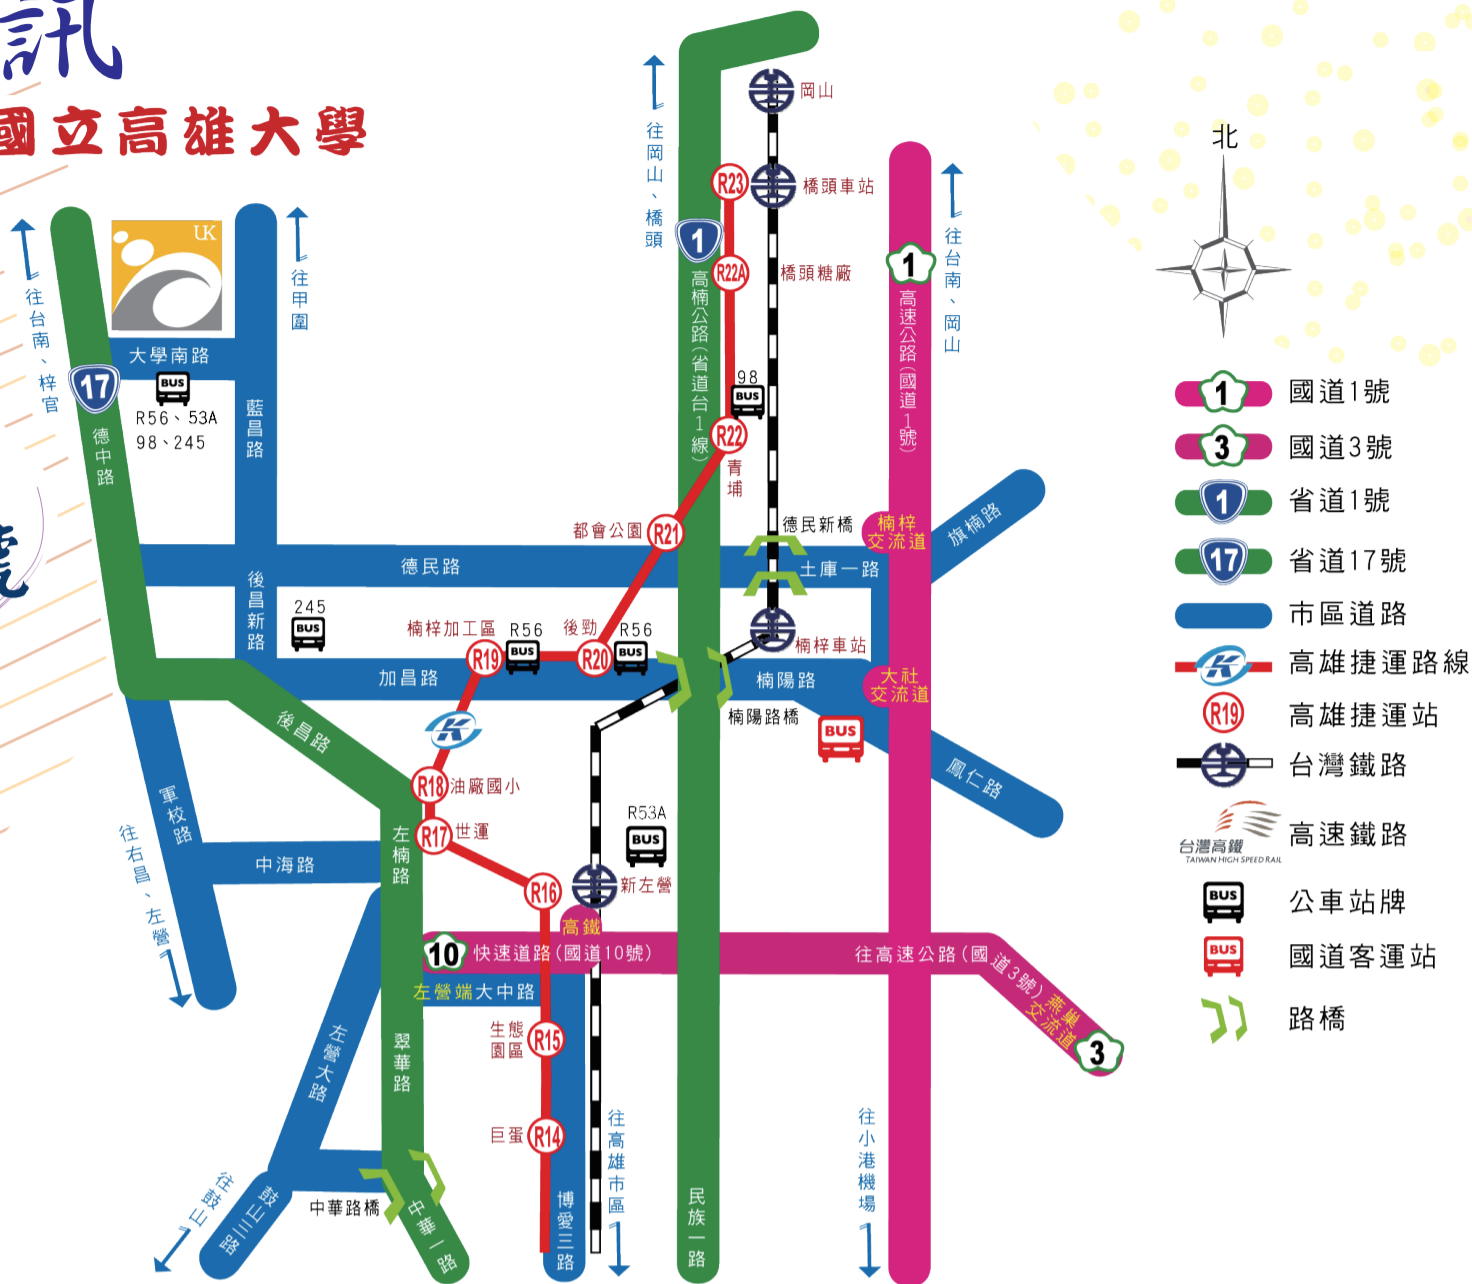 訊
國立高雄大學
北
往岡山、橋頭
岡山
R23
橋頭車站
1
R22A
橋頭糖廠
高楠公路(省道台1線)
1
高速公路(國道1號)
往台南、岡山
UK
往甲圍
往台南、梓官
大學南路
17
BUS
R56、53A
98、245
德中路
藍昌路
98
BUS
R22
青埔
都會公園
R21
德民新橋
楠梓
交流道
旗楠路
德民路
土庫一路
後昌新路
245
BUS
楠梓加工區
R19
R56
BUS
後勁
R20
R56
BUS
楠梓車站
加昌路
楠陽路
大社
交流道
楠陽路橋
BUS
後昌路
K
鳳仁路
R18
油廠國小
軍校路
R17
世運
左楠路
R53A
BUS
往右昌、左營
中海路
R16
新左營
高鐵
10
快速道路(國道10號)
往高速公路(國道3號)
燕巢
交流道
3
左營端大中路
生態
園區
R15
左營大路
翠華路
巨蛋
R14
往高雄市區
往小港機場
往鼓山
鼓山三路
中華路橋
中華一路
博愛三路
民族一路
1
國道1號
3
國道3號
1
省道1號
17
省道17號
市區道路
K
高雄捷運路線
R19
高雄捷運站
台灣鐵路
台灣高鐵
TAIWAN HIGH SPEED RAIL
高速鐵路
BUS
公車站牌
BUS
國道客運站
路橋